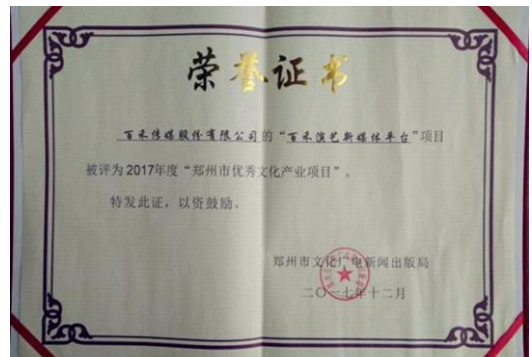 荣誉证书
百禾传媒股份有限公司的“百禾演艺新媒体平台”项目
被评为2017年度“郑州市优秀文化产业项目”。
特发此证，以资鼓励。
郑州市文化广电新闻出版局
二〇一七年十二月